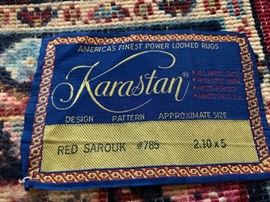 AMERICA'S FINEST POWER LOOMED RUGS
Karastan®
DESIGN PATTERN APPROXIMATE SIZE
RED SAROUK #785 2.10 x 5